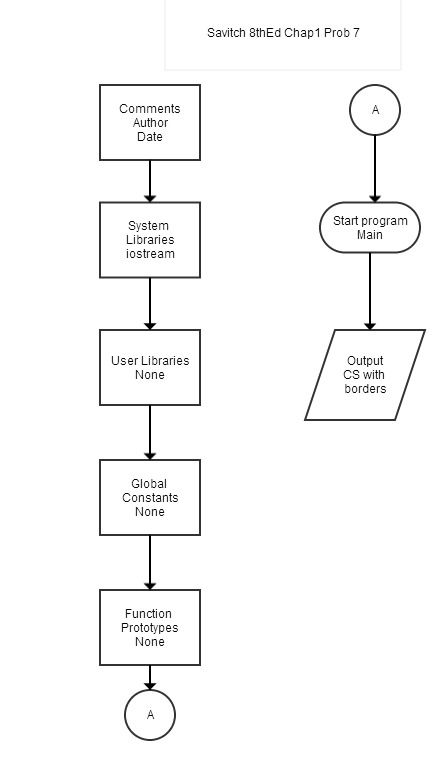 Savitch 8thEd Chap1 Prob 7
Comments
Author
Date
System
Libraries
iostream
User Libraries
None
Global
Constants
None
Function
Prototypes
None
A
A
Start program
Main
Output
CS with
borders